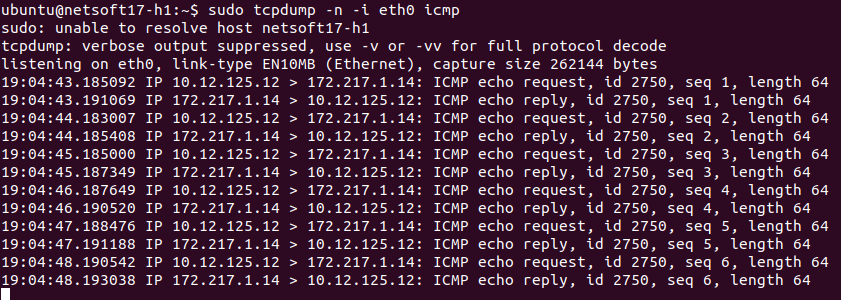 ubuntu@netsoft17-h1:~$ sudo tcpdump -n -i eth0 icmp
sudo: unable to resolve host netsoft17-h1
tcpdump: verbose output suppressed, use -v or -vv for full protocol decode
listening on eth0, link-type EN10MB (Ethernet), capture size 262144 bytes
19:04:43.185092 IP 10.12.125.12 > 172.217.1.14: ICMP echo request, id 2750, seq 1, length 64
19:04:43.191069 IP 172.217.1.14 > 10.12.125.12: ICMP echo reply, id 2750, seq 1, length 64
19:04:44.183007 IP 10.12.125.12 > 172.217.1.14: ICMP echo request, id 2750, seq 2, length 64
19:04:44.185408 IP 172.217.1.14 > 10.12.125.12: ICMP echo reply, id 2750, seq 2, length 64
19:04:45.185000 IP 10.12.125.12 > 172.217.1.14: ICMP echo request, id 2750, seq 3, length 64
19:04:45.187349 IP 172.217.1.14 > 10.12.125.12: ICMP echo reply, id 2750, seq 3, length 64
19:04:46.187649 IP 10.12.125.12 > 172.217.1.14: ICMP echo request, id 2750, seq 4, length 64
19:04:46.190520 IP 172.217.1.14 > 10.12.125.12: ICMP echo reply, id 2750, seq 4, length 64
19:04:47.188476 IP 10.12.125.12 > 172.217.1.14: ICMP echo request, id 2750, seq 5, length 64
19:04:47.191188 IP 172.217.1.14 > 10.12.125.12: ICMP echo reply, id 2750, seq 5, length 64
19:04:48.190542 IP 10.12.125.12 > 172.217.1.14: ICMP echo request, id 2750, seq 6, length 64
19:04:48.193038 IP 172.217.1.14 > 10.12.125.12: ICMP echo reply, id 2750, seq 6, length 64